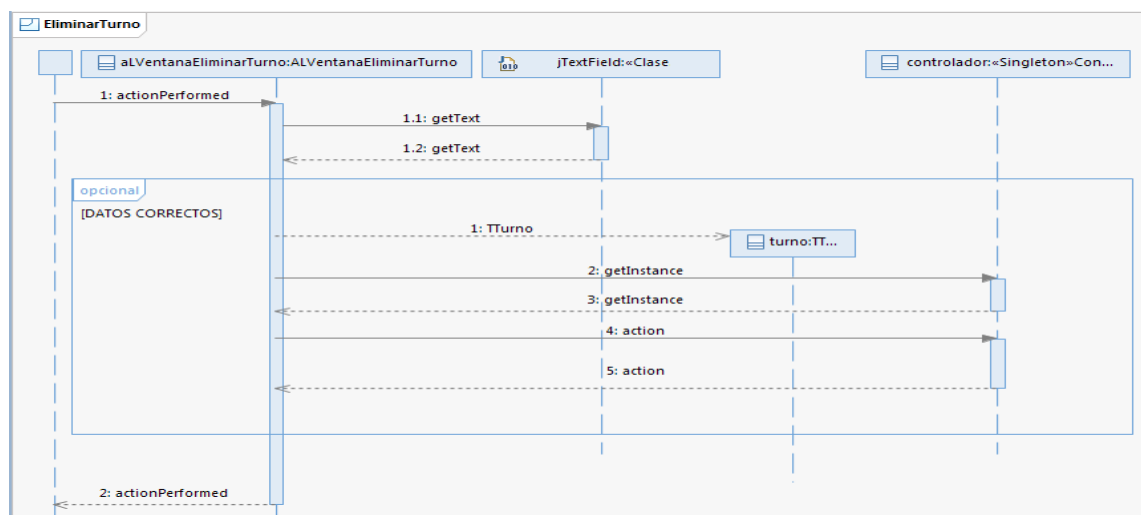 EliminarTurno
aLVentanaEliminarTurno:ALVentanaEliminarTurno
jTextField:«Clase
controlador:«Singleton»Con...
1: actionPerformed
1.1: getText
1.2: getText
opcional
[DATOS CORRECTOS]
1: TTurno
turno:TT...
2: getInstance
3: getInstance
4: action
5: action
2: actionPerformed